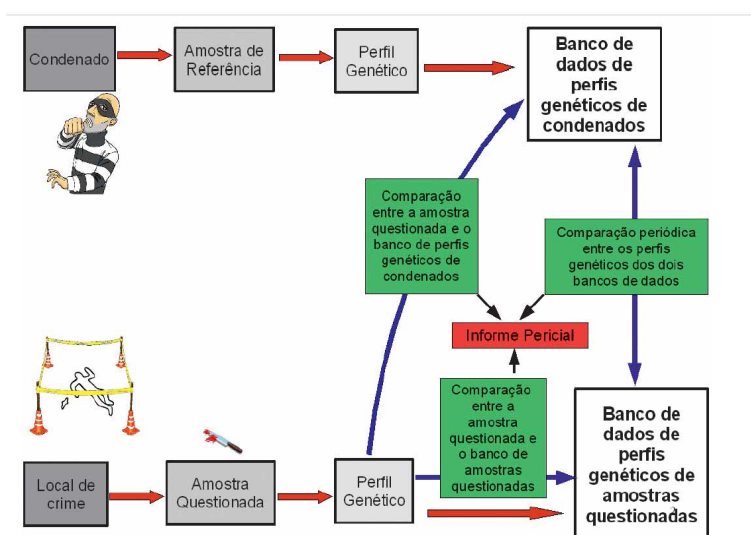 Condenado
Amostra de
Referência
Perfil
Genético
Banco de
dados de
perfis
genéticos de
condenados
Comparação
entre a amostra
questionada e o
banco de perfis
genéticos de
condenados
Comparação periódica
entre os perfis
genéticos dos dois
bancos de dados
Informe Pericial
Comparação
entre a
amostra
questionada e
o banco de
amostras
questionadas
Local de
crime
Amostra
Questionada
Perfil
Genético
Banco de
dados de
perfis
genéticos de
amostras
questionadas